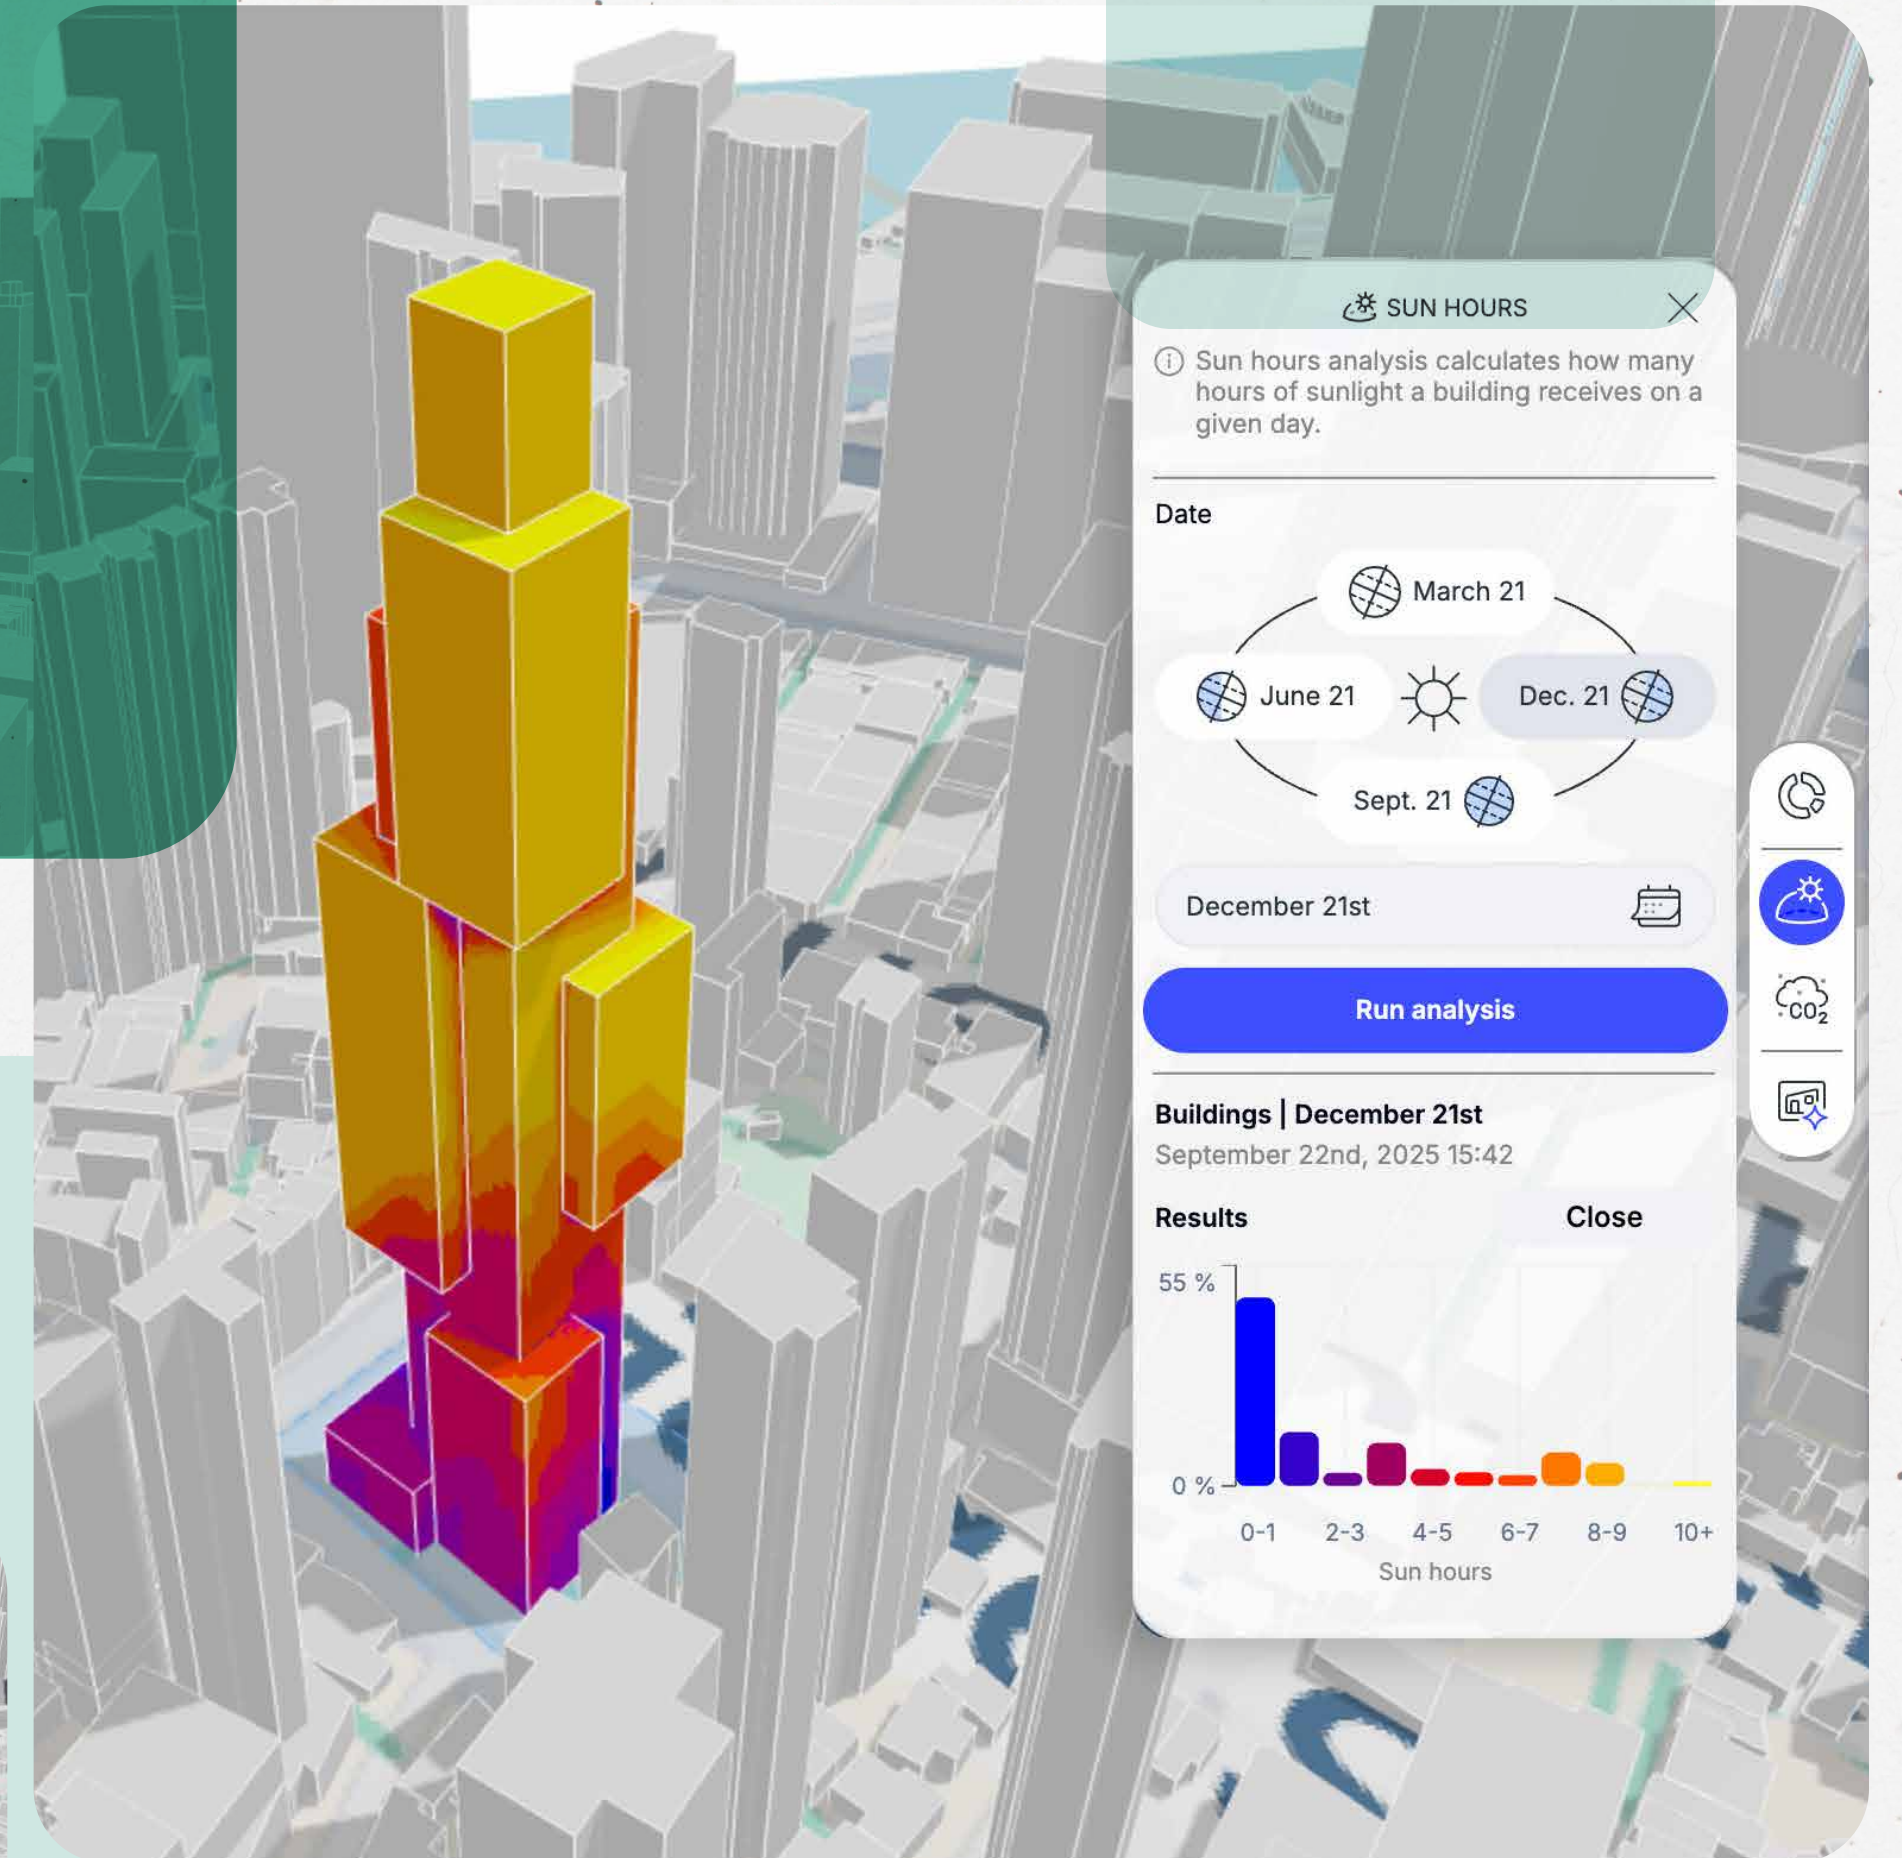 SUN HOURS
Sun hours analysis calculates how many
hours of sunlight a building receives on a
given day.
Date
March 21
June 21
Dec. 21
Sept. 21
December 21st
Run analysis
CO2
Buildings | December 21st
September 22nd, 2025 15:42
Results
Close
55 %
0 %
0-1 2-3 4-5 6-7 8-9 10+
Sun hours